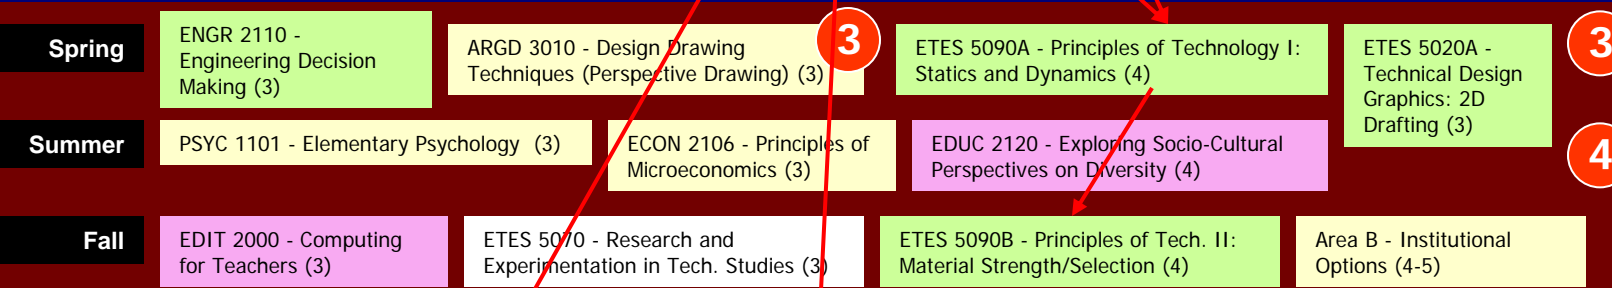 Spring
ENGR 2110 -
Engineering Decision
Making (3)
ARGD 3010 - Design Drawing
Techniques (Perspective Drawing) (3)
3
ETES 5090A - Principles of Technology I:
Statics and Dynamics (4)
ETES 5020A -
Technical Design
Graphics: 2D
Drafting (3)
3
Summer
PSYC 1101 - Elementary Psychology (3)
ECON 2106 - Principles of
Microeconomics (3)
EDUC 2120 - Exploring Socio-Cultural
Perspectives on Diversity (4)
4
Fall
EDIT 2000 - Computing
for Teachers (3)
ETES 5070 - Research and
Experimentation in Tech. Studies (3)
ETES 5090B - Principles of Tech. II:
Material Strength/Selection (4)
Area B - Institutional
Options (4-5)